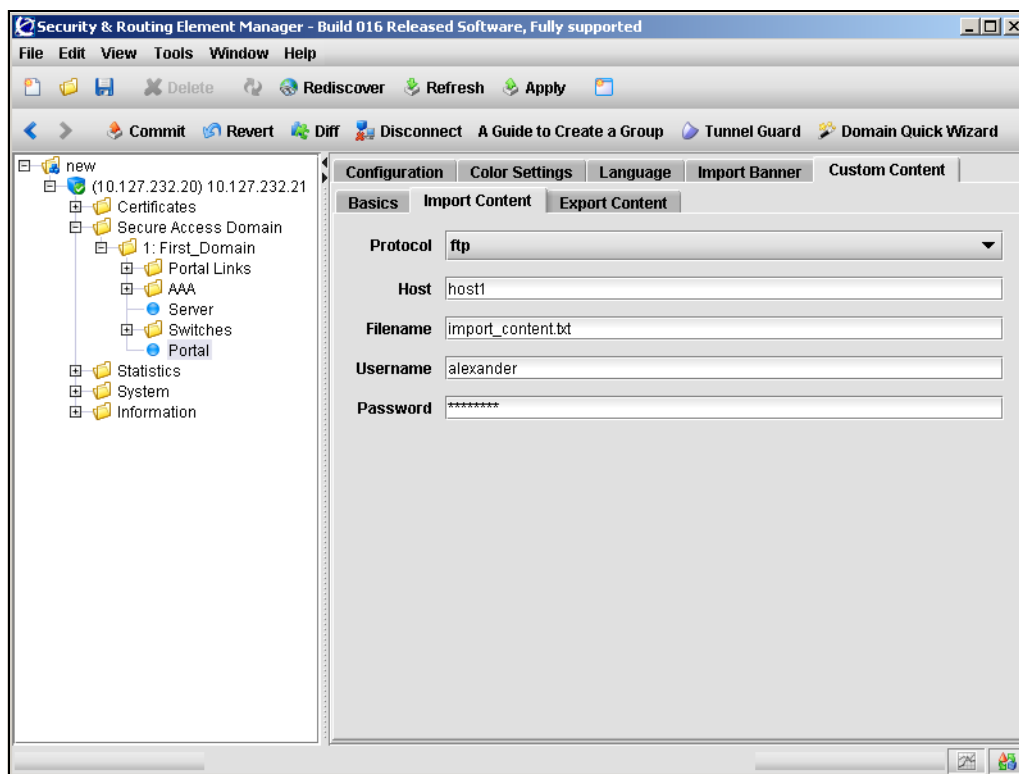 Security & Routing Element Manager - Build 016 Released Software, Fully supported
File Edit View Tools Window Help
Delete Rediscover Refresh Apply
Commit Revert Diff Disconnect A Guide to Create a Group Tunnel Guard Domain Quick Wizard
new
(10.127.232.20) 10.127.232.21
Certificates
Secure Access Domain
1: First_Domain
Portal Links
AAA
Server
Switches
Portal
Statistics
System
Information
Configuration Color Settings Language Import Banner Custom Content
Basics Import Content Export Content
Protocol ftp
Host host1
Filename import_content.txt
Username alexander
Password ********